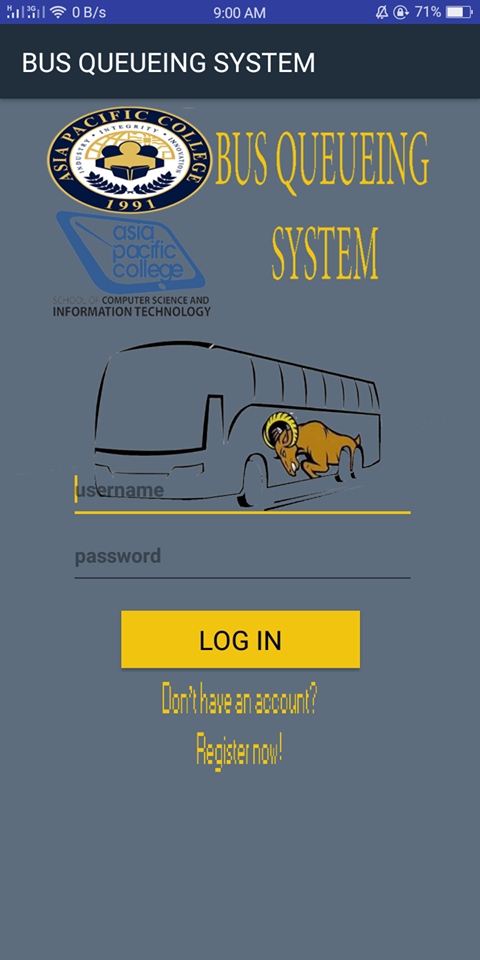 H 3G 0 B/s 9:00 AM 71%
BUS QUEUEING SYSTEM
ASIA PACIFIC COLLEGE
INDUSTRY • INTEGRITY • INNOVATION
1991
BUS QUEUEING
SYSTEM
asia
pacific
college
SCHOOL OF COMPUTER SCIENCE AND
INFORMATION TECHNOLOGY
username
password
LOG IN
Don't have an account?
Register now!